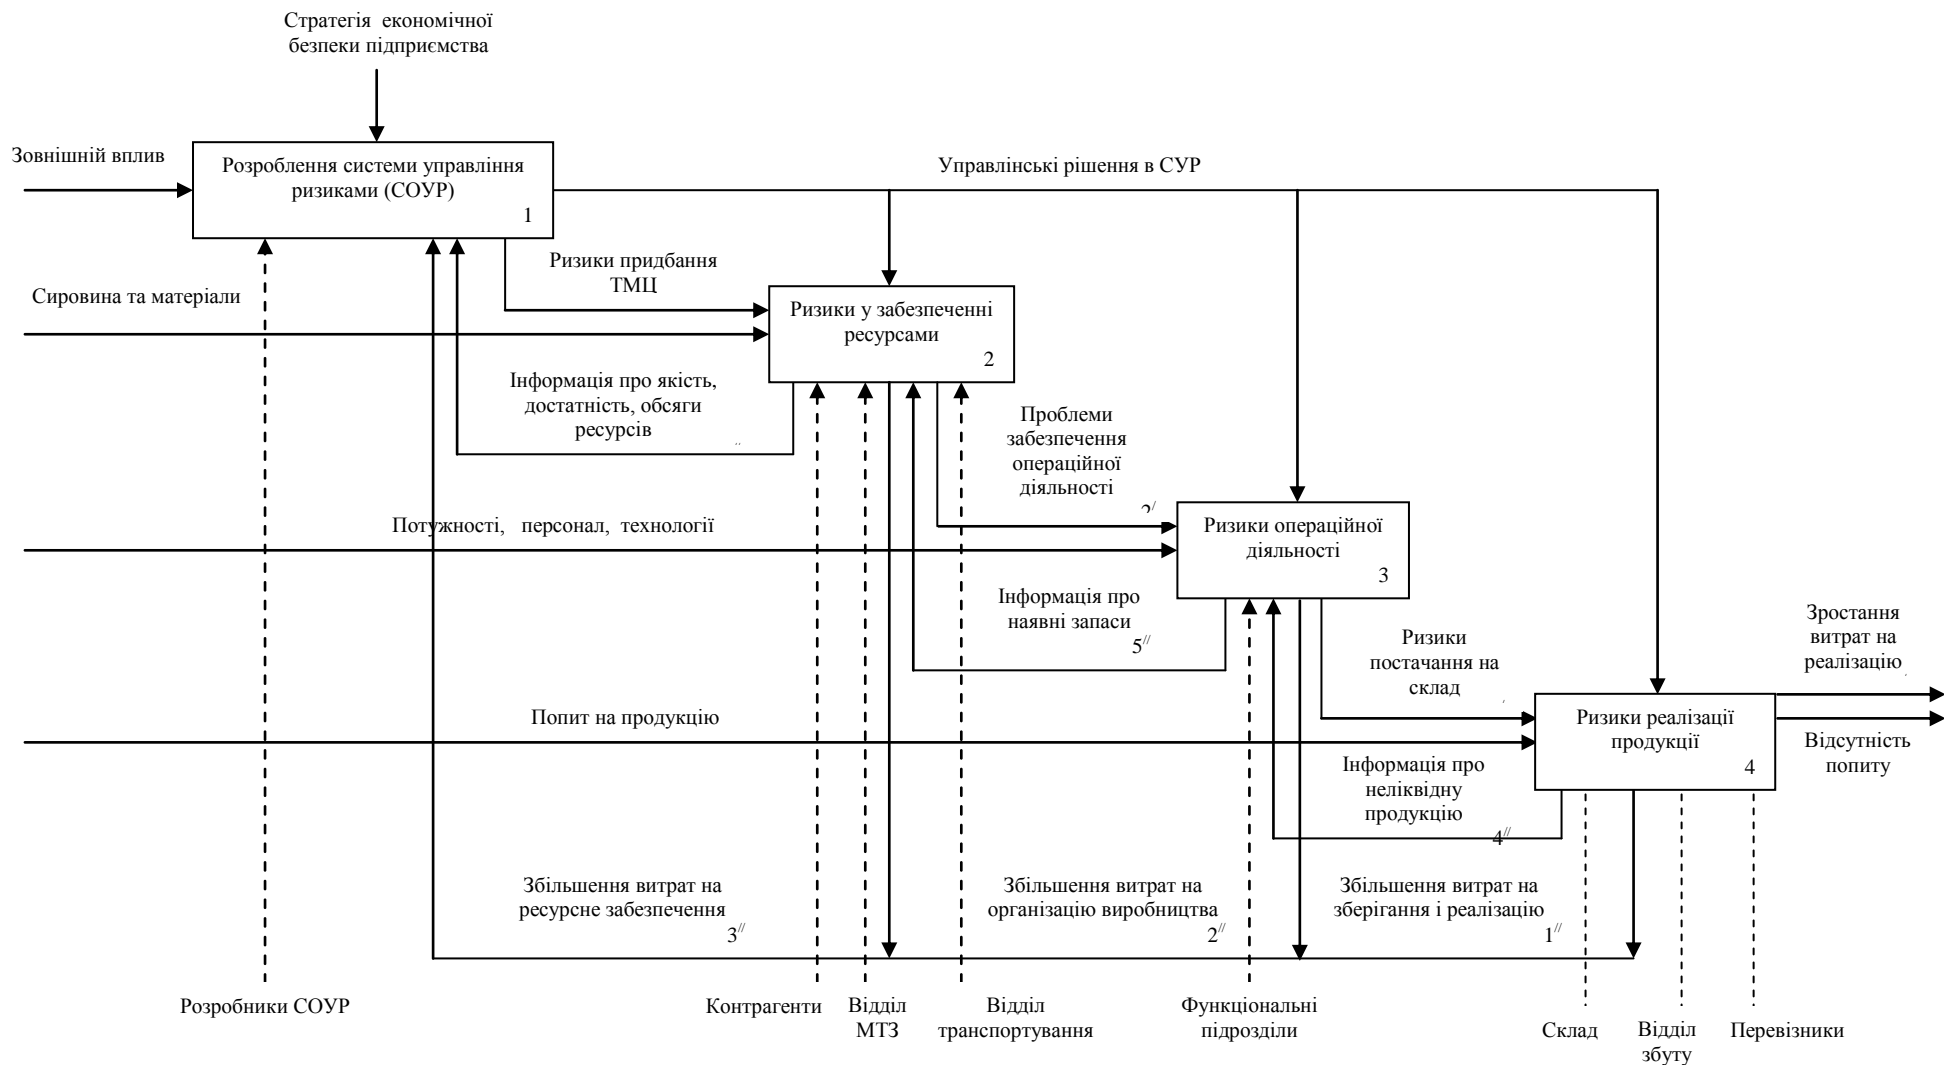 Стратегія економічної
безпеки підприємства
Зовнішній вплив
Розроблення системи управління
ризиками (СОУР)
1
Управлінські рішення в СУР
Ризики придбання
ТМЦ
Сировина та матеріали
Ризики у забезпеченні
ресурсами
2
Інформація про якість,
достатність, обсяги
ресурсів
//
Проблеми
забезпечення
операційної
діяльності
2/
Потужності, персонал, технології
Ризики операційної
діяльності
3
Інформація про
наявні запаси
5//
Ризики
постачання на
склад
Зростання
витрат на
реалізацію
Попит на продукцію
Ризики реалізації
продукції
4
Відсутність
попиту
Інформація про
неліквідну
продукцію
4//
Збільшення витрат на
ресурсне забезпечення
3//
Збільшення витрат на
організацію виробництва
2//
Збільшення витрат на
зберігання і реалізацію
1//
Розробники СОУР
Контрагенти
Відділ
МТЗ
Відділ
транспортування
Функціональні
підрозділи
Склад
Відділ
збуту
Перевізники